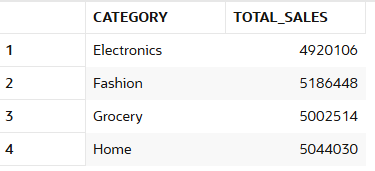 CATEGORY TOTAL_SALES
1 Electronics 4920106
2 Fashion 5186448
3 Grocery 5002514
4 Home 5044030